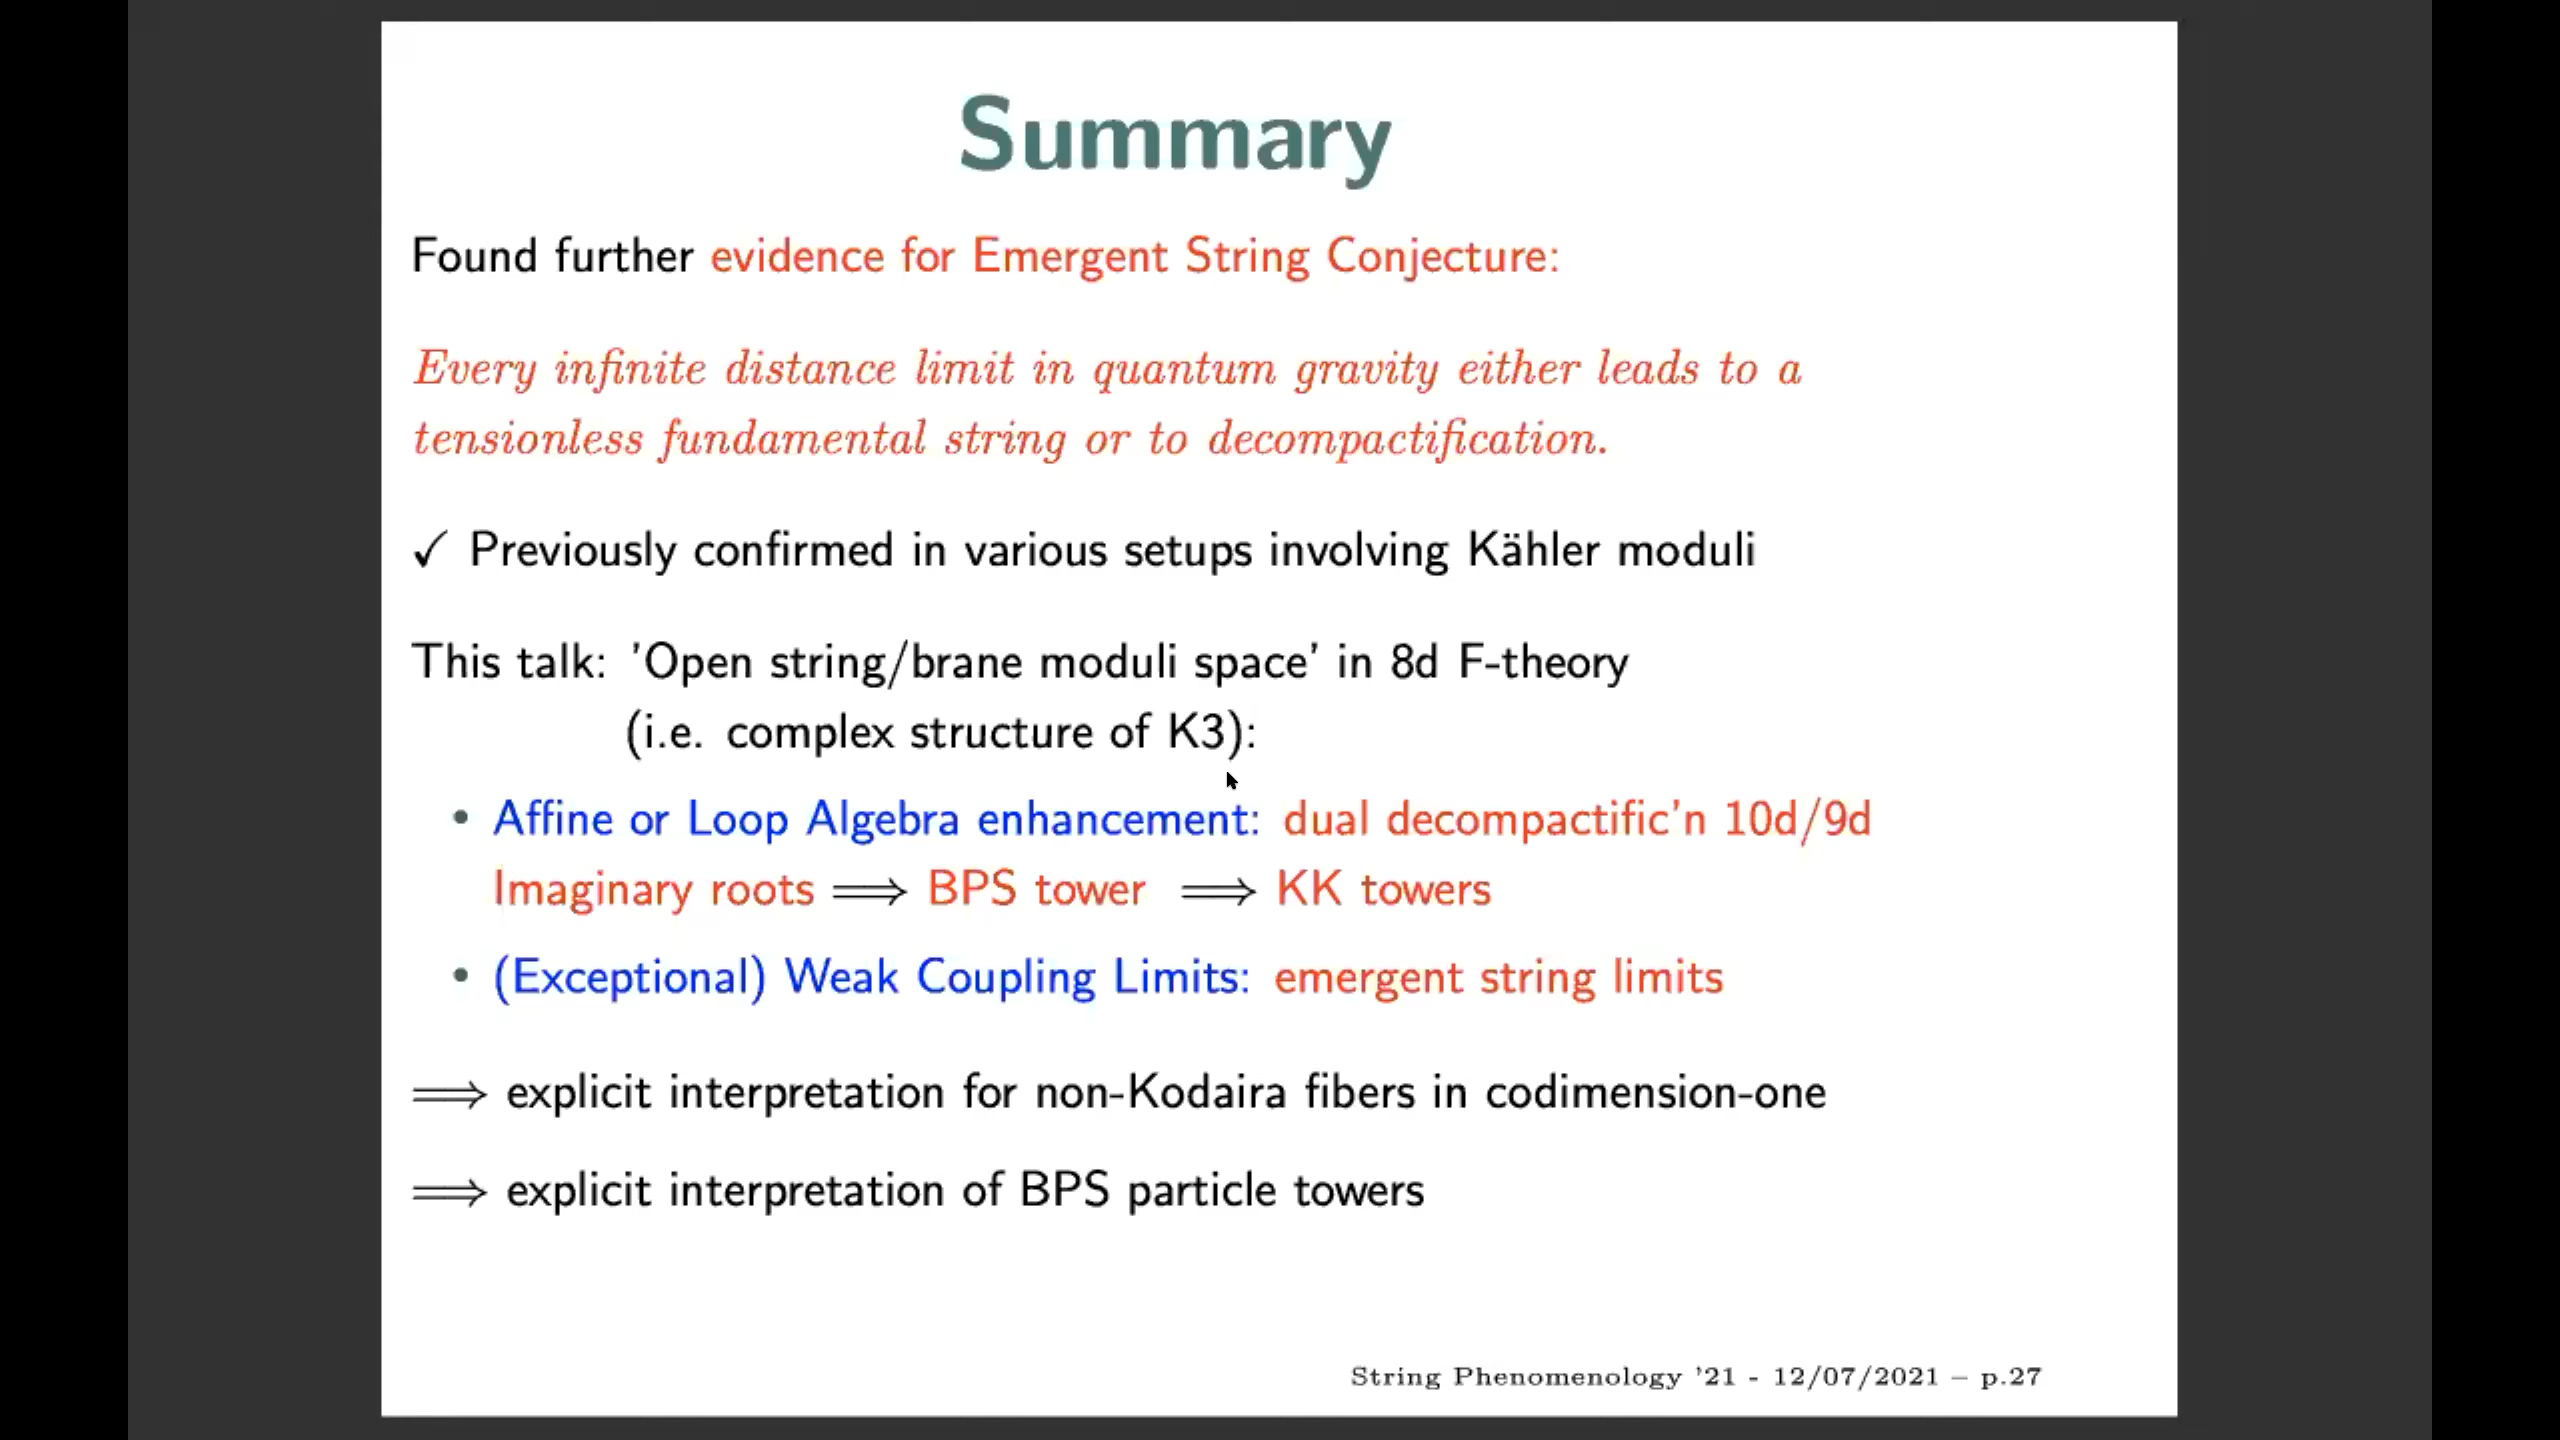 Summary
Found further evidence for Emergent String Conjecture:
Every infinite distance limit in quantum gravity either leads to a
tensionless fundamental string or to decompactification.
✓ Previously confirmed in various setups involving Kähler moduli
This talk: 'Open string/brane moduli space' in 8d F-theory
(i.e. complex structure of K3):
• Affine or Loop Algebra enhancement: dual decompactific'n 10d/9d
Imaginary roots ⟹ BPS tower ⟹ KK towers
• (Exceptional) Weak Coupling Limits: emergent string limits
⟹ explicit interpretation for non-Kodaira fibers in codimension-one
⟹ explicit interpretation of BPS particle towers
String Phenomenology '21 - 12/07/2021 – p.27